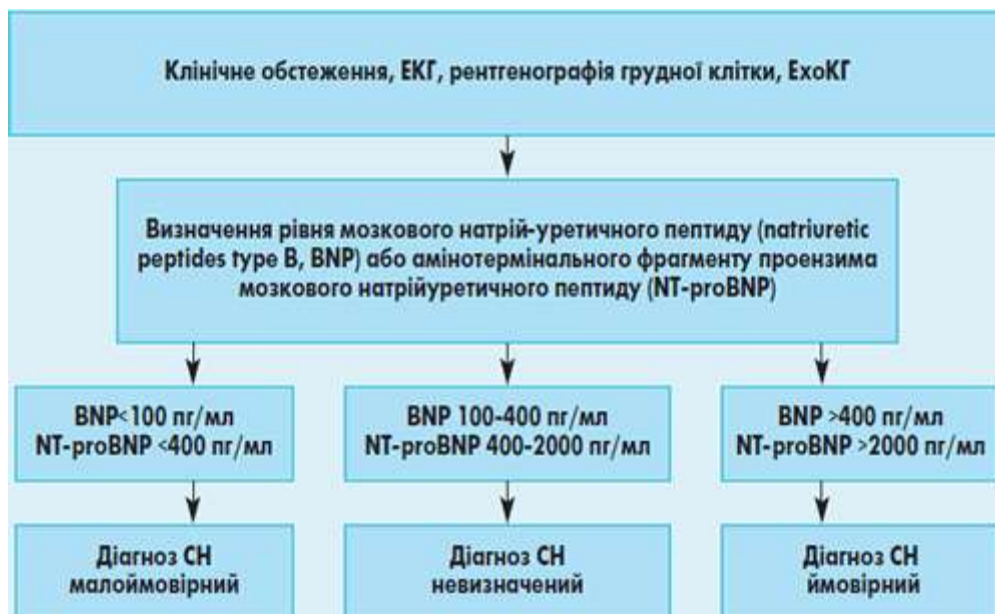 Клінічне обстеження, ЕКГ, рентгенографія грудної клітки, ЕхоКГ
Визначення рівня мозкового натрій-уретичного пептиду (natriuretic
peptides type B, BNP) або амінотермінального фрагменту проензима
мозкового натрійуретичного пептиду (NT-proBNP)
BNP<100 пг/мл
NT-proBNP <400 пг/мл
BNP 100-400 пг/мл
NT-proBNP 400-2000 пг/мл
BNP >400 пг/мл
NT-proBNP >2000 пг/мл
Діагноз СН
малоймовірний
Діагноз СН
невизначений
Діагноз СН
ймовірний